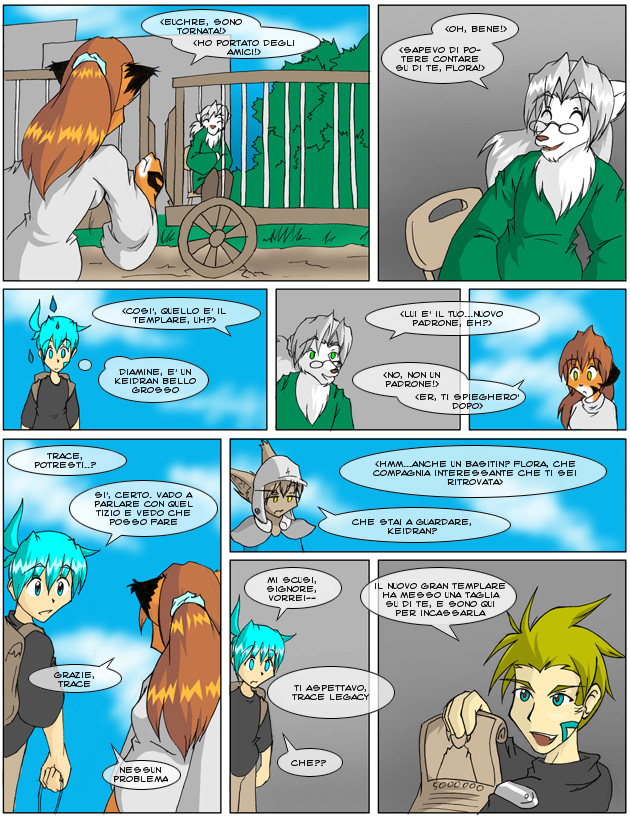 <EUCHRE, SONO
TORNATA!>
<HO PORTATO DEGLI
AMICI!>
<OH, BENE!>
<SAPEVO DI PO-
TERE CONTARE
SU DI TE, FLORA!>
<COSI', QUELLO E' IL
TEMPLARE, UH?>
DIAMINE, E' UN
KEIDRAN BELLO
GROSSO
<LUI E' IL TUO...NUOVO
PADRONE, EH?>
<NO, NON UN
PADRONE!>
<ER, TI SPIEGHERO'
DOPO>
TRACE,
POTRESTI..?
SI', CERTO. VADO A
PARLARE CON QUEL
TIZIO E VEDO CHE
POSSO FARE
GRAZIE,
TRACE
NESSUN
PROBLEMA
<HMM...ANCHE UN BASITIN? FLORA, CHE
COMPAGNIA INTERESSANTE CHE TI SEI
RITROVATA>
CHE STAI A GUARDARE,
KEIDRAN?
MI SCUSI,
SIGNORE,
VORREI--
TI ASPETTAVO,
TRACE LEGACY
CHE??
IL NUOVO GRAN TEMPLARE
HA MESSO UNA TAGLIA
SU DI TE, E SONO QUI
PER INCASSARLA
5000000